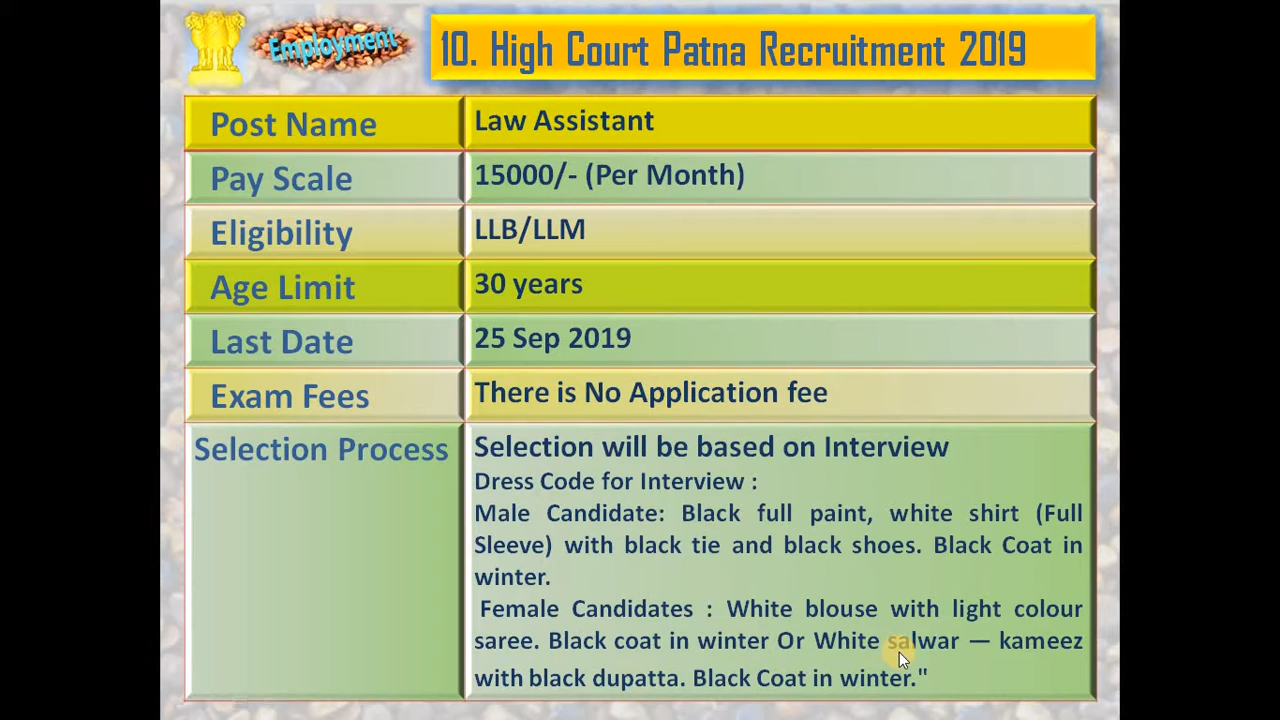 Employment
10. High Court Patna Recruitment 2019
Post Name
Law Assistant
Pay Scale
15000/- (Per Month)
Eligibility
LLB/LLM
Age Limit
30 years
Last Date
25 Sep 2019
Exam Fees
There is No Application fee
Selection Process
Selection will be based on Interview
Dress Code for Interview :
Male Candidate: Black full paint, white shirt (Full
Sleeve) with black tie and black shoes. Black Coat in
winter.
Female Candidates : White blouse with light colour
saree. Black coat in winter Or White salwar — kameez
with black dupatta. Black Coat in winter."